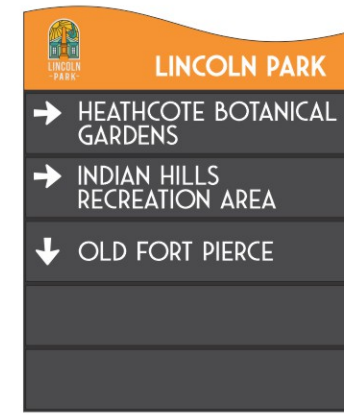 LINCOLN
-PARK-
LINCOLN PARK
HEATHCOTE BOTANICAL
GARDENS
INDIAN HILLS
RECREATION AREA
OLD FORT PIERCE